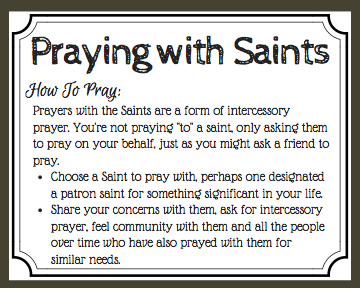 Praying with Saints
How To Pray:
Prayers with the Saints are a form of intercessory
prayer. You're not praying "to" a saint, only asking them
to pray on your behalf, just as you might ask a friend to
pray.
• Choose a Saint to pray with, perhaps one designated
a patron saint for something significant in your life.
• Share your concerns with them, ask for intercessory
prayer, feel community with them and all the people
over time who have also prayed with them for
similar needs.